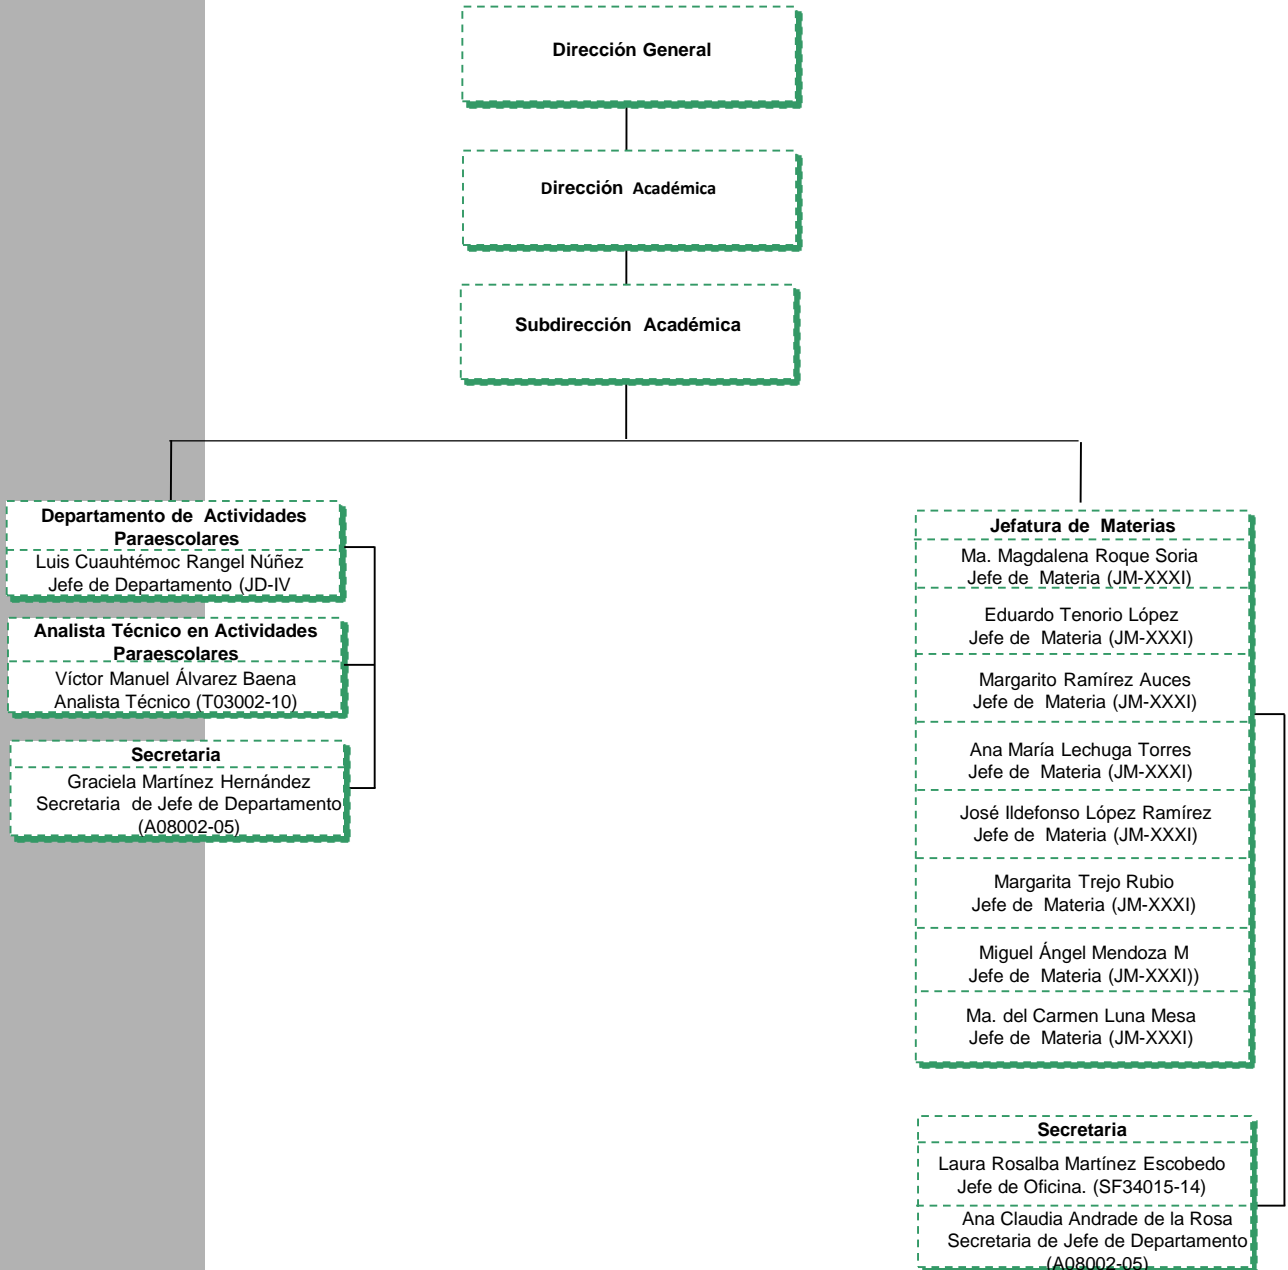 Dirección General
Dirección Académica
Subdirección Académica
Departamento de Actividades
Paraescolares
Luis Cuauhtémoc Rangel Núñez
Jefe de Departamento (JD-IV
Analista Técnico en Actividades
Paraescolares
Víctor Manuel Álvarez Baena
Analista Técnico (T03002-10)
Secretaria
Graciela Martínez Hernández
Secretaria de Jefe de Departamento
(A08002-05)
Jefatura de Materias
Ma. Magdalena Roque Soria
Jefe de Materia (JM-XXXI)
Eduardo Tenorio López
Jefe de Materia (JM-XXXI)
Margarito Ramírez Auces
Jefe de Materia (JM-XXXI)
Ana María Lechuga Torres
Jefe de Materia (JM-XXXI)
José Ildefonso López Ramírez
Jefe de Materia (JM-XXXI)
Margarita Trejo Rubio
Jefe de Materia (JM-XXXI)
Miguel Ángel Mendoza M
Jefe de Materia (JM-XXXI))
Ma. del Carmen Luna Mesa
Jefe de Materia (JM-XXXI)
Secretaria
Laura Rosalba Martínez Escobedo
Jefe de Oficina. (SF34015-14)
Ana Claudia Andrade de la Rosa
Secretaria de Jefe de Departamento
(A08002-05)